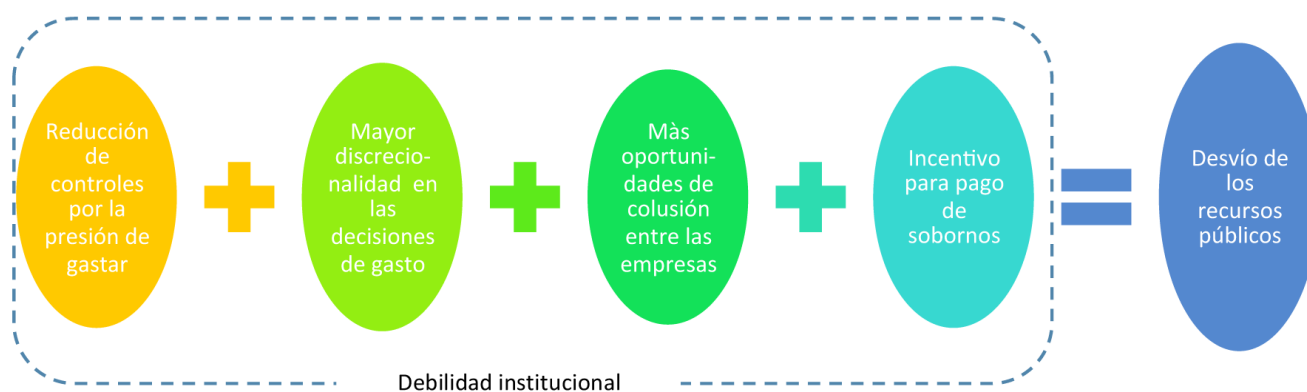 Reducción
de
controles
por la
presión de
gastar
Mayor
discrecio-
nalidad en
las
decisiones
de gasto
Màs
oportuni-
dades de
colusión
entre las
empresas
Incentivo
para pago
de
sobornos
Desvío de
los
recursos
públicos
Debilidad institucional